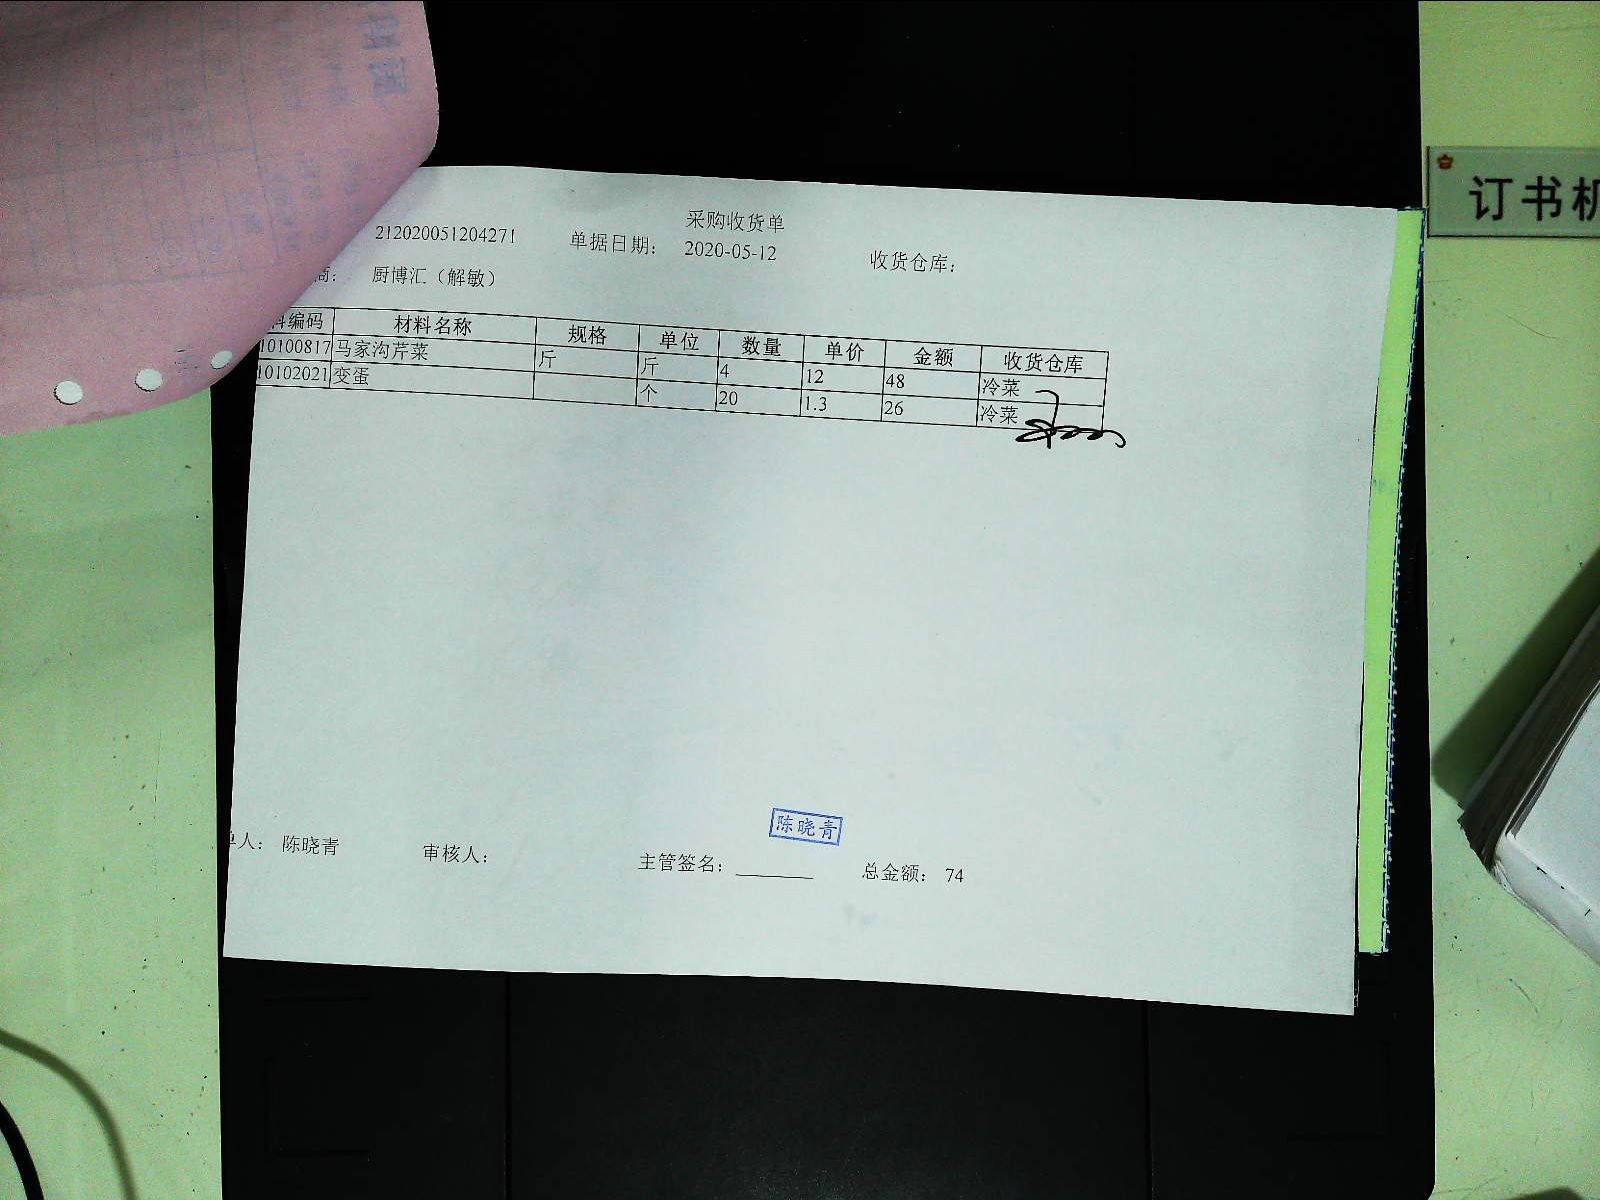 采购收货单
212020051204271 单据日期： 2020-05-12 收货仓库：
商： 厨博汇（解敏）
料编码 材料名称 规格 单位 数量 单价 金额 收货仓库
10100817 马家沟芹菜 斤 斤 4 12 48 冷菜
10102021 变蛋 个 20 1.3 26 冷菜
陈晓青
单人： 陈晓青 审核人： 主管签名： 总金额： 74
订书机